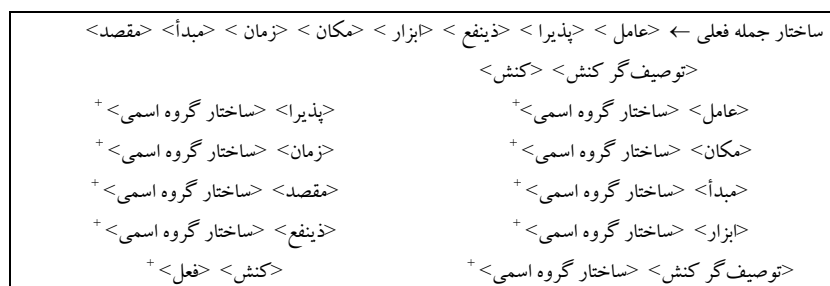 ساختار جمله فعلی ← <عامل> <پذیرا> <ذینفع> <ابزار> <مکان> <زمان> <مبدأ> <مقصد>
<توصیف‌گر کنش> <کنش>
<عامل> <ساختار گروه اسمی>+ <پذیرا> <ساختار گروه اسمی>+
<مکان> <ساختار گروه اسمی>+ <زمان> <ساختار گروه اسمی>+
<مبدأ> <ساختار گروه اسمی>+ <مقصد> <ساختار گروه اسمی>+
<ابزار> <ساختار گروه اسمی>+ <ذینفع> <ساختار گروه اسمی>+
<توصیف‌گر کنش> <ساختار گروه اسمی>+ <کنش> <فعل>+